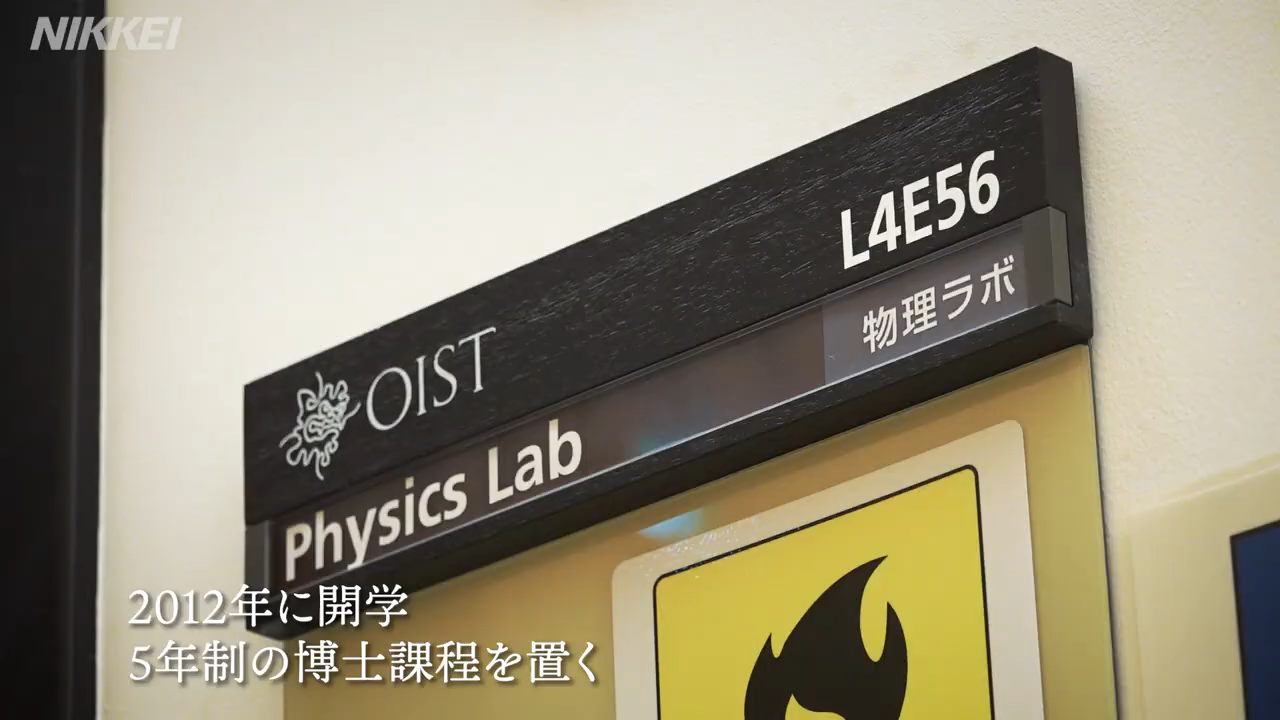 NIKKEI
L4E56
OIST
物理ラボ
Physics Lab
2012年に開学
5年制の博士課程を置く